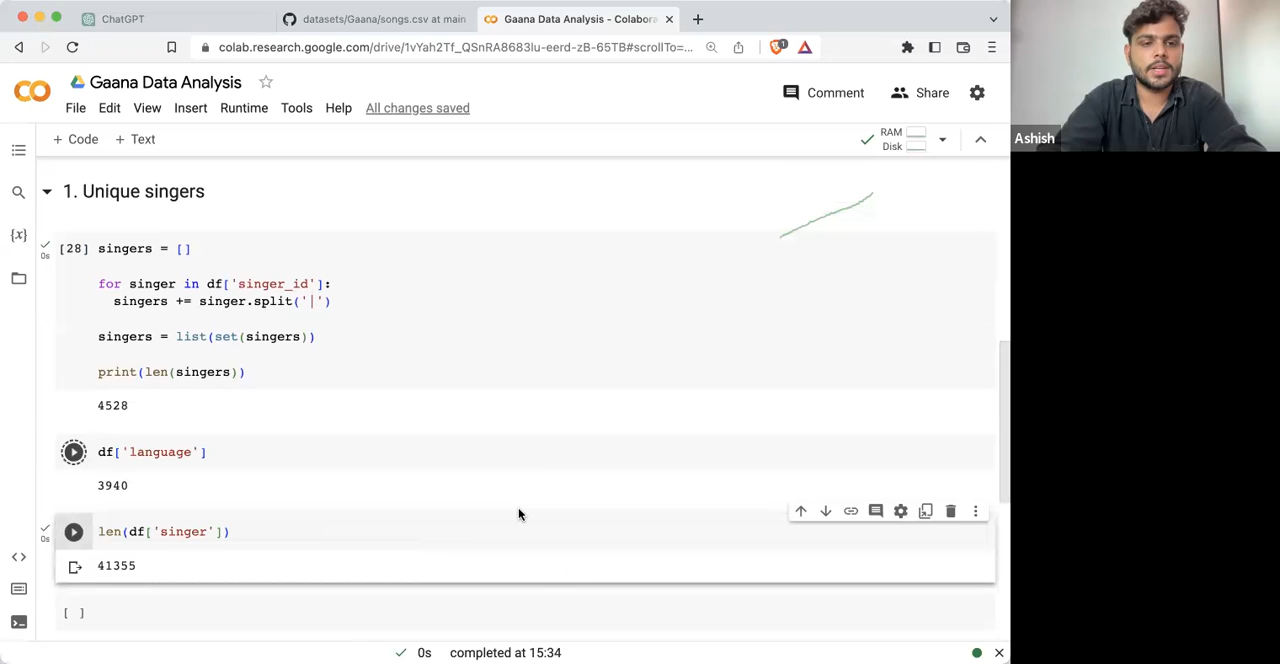 ChatGPT
datasets/Gaana/songs.csv at main
Gaana Data Analysis - Colabora
colab.research.google.com/drive/1vYah2Tf_QSnRA8683lu-eerd-zB-65TB#scrollTo=...
1
Gaana Data Analysis
File Edit View Insert Runtime Tools Help All changes saved
Comment Share
+ Code + Text
RAM
Disk
Ashish
1. Unique singers
[28] singers = []
0s
for singer in df['singer_id']:
singers += singer.split('|')
singers = list(set(singers))
print(len(singers))
4528
df['language']
3940
len(df['singer'])
0s
41355
[ ]
0s completed at 15:34